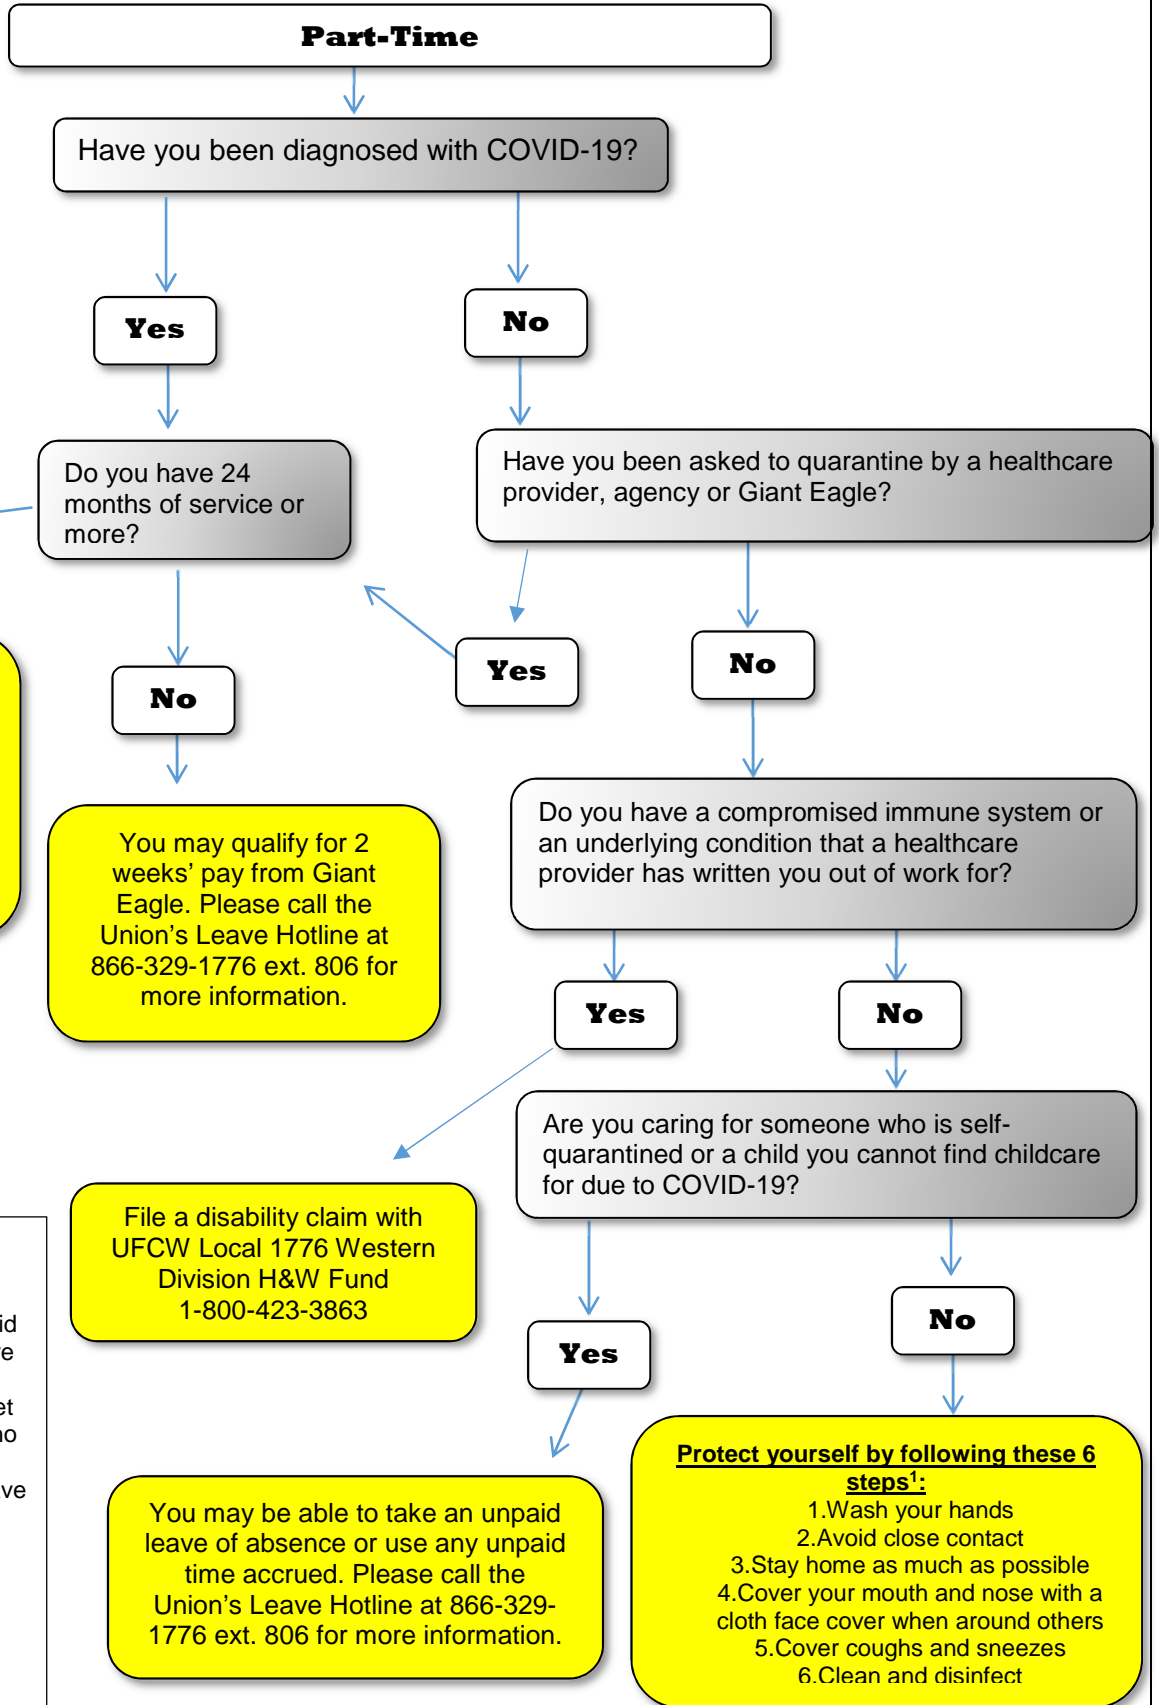 Part-Time
Have you been diagnosed with COVID-19?
Yes
No
Do you have 24
months of service or
more?
Have you been asked to quarantine by a healthcare
provider, agency or Giant Eagle?
Yes
No
No
You may qualify for 2
weeks’ pay from Giant
Eagle. Please call the
Union’s Leave Hotline at
866-329-1776 ext. 806 for
more information.
Do you have a compromised immune system or
an underlying condition that a healthcare
provider has written you out of work for?
Yes
No
File a disability claim with
UFCW Local 1776 Western
Division H&W Fund
1-800-423-3863
Are you caring for someone who is self-
quarantined or a child you cannot find childcare
for due to COVID-19?
Yes
No
You may be able to take an unpaid
leave of absence or use any unpaid
time accrued. Please call the
Union’s Leave Hotline at 866-329-
1776 ext. 806 for more information.
Protect yourself by following these 6
steps¹:
1.Wash your hands
2.Avoid close contact
3.Stay home as much as possible
4.Cover your mouth and nose with a
cloth face cover when around others
5.Cover coughs and sneezes
6.Clean and disinfect